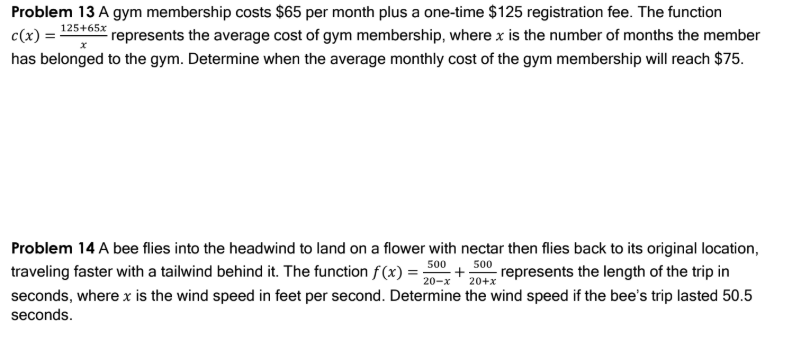 Problem 13 A gym membership costs $65 per month plus a one-time $125 registration fee. The function
c(x) = \frac{125+65x}{x} represents the average cost of gym membership, where x is the number of months the member
has belonged to the gym. Determine when the average monthly cost of the gym membership will reach $75.
Problem 14 A bee flies into the headwind to land on a flower with nectar then flies back to its original location,
traveling faster with a tailwind behind it. The function f(x) = \frac{500}{20−x} + \frac{500}{20+x} represents the length of the trip in
seconds, where x is the wind speed in feet per second. Determine the wind speed if the bee's trip lasted 50.5
seconds.